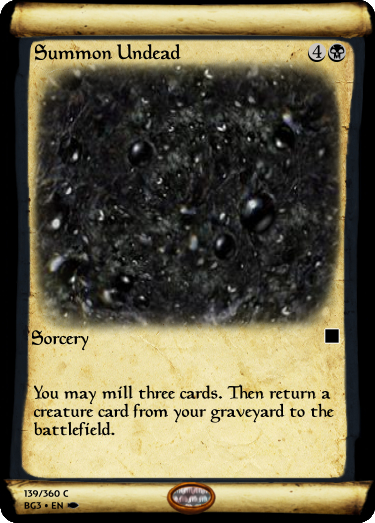 Summon Undead 4
Sorcery
You may mill three cards. Then return a
creature card from your graveyard to the
battlefield.
139/360 C
BG3 • EN